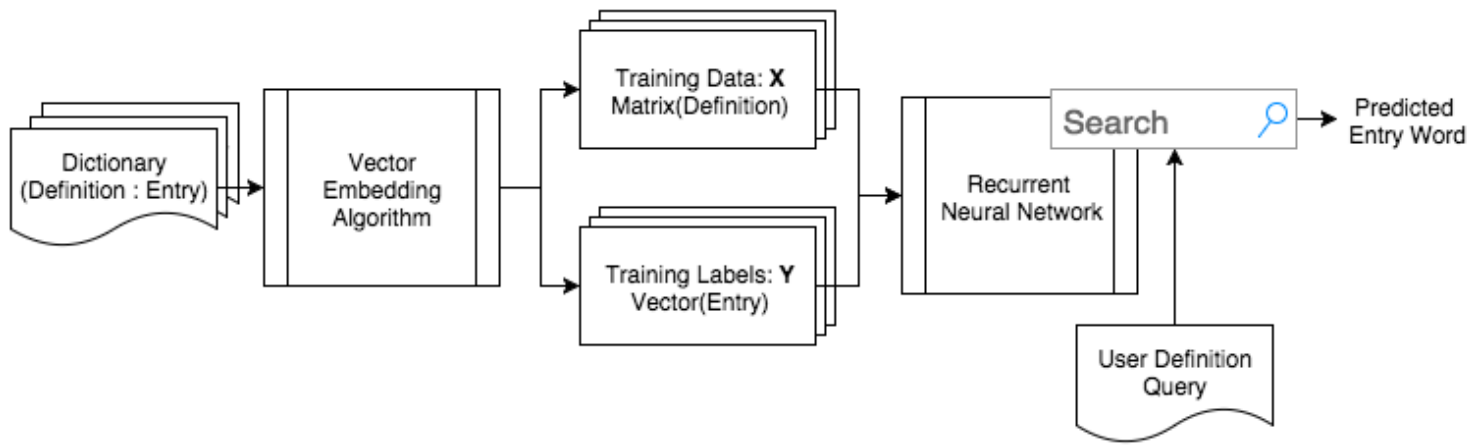 Dictionary
(Definition : Entry)
Vector
Embedding
Algorithm
Training Data: X
Matrix(Definition)
Training Labels: Y
Vector(Entry)
Recurrent
Neural Network
Search
Predicted
Entry Word
User Definition
Query